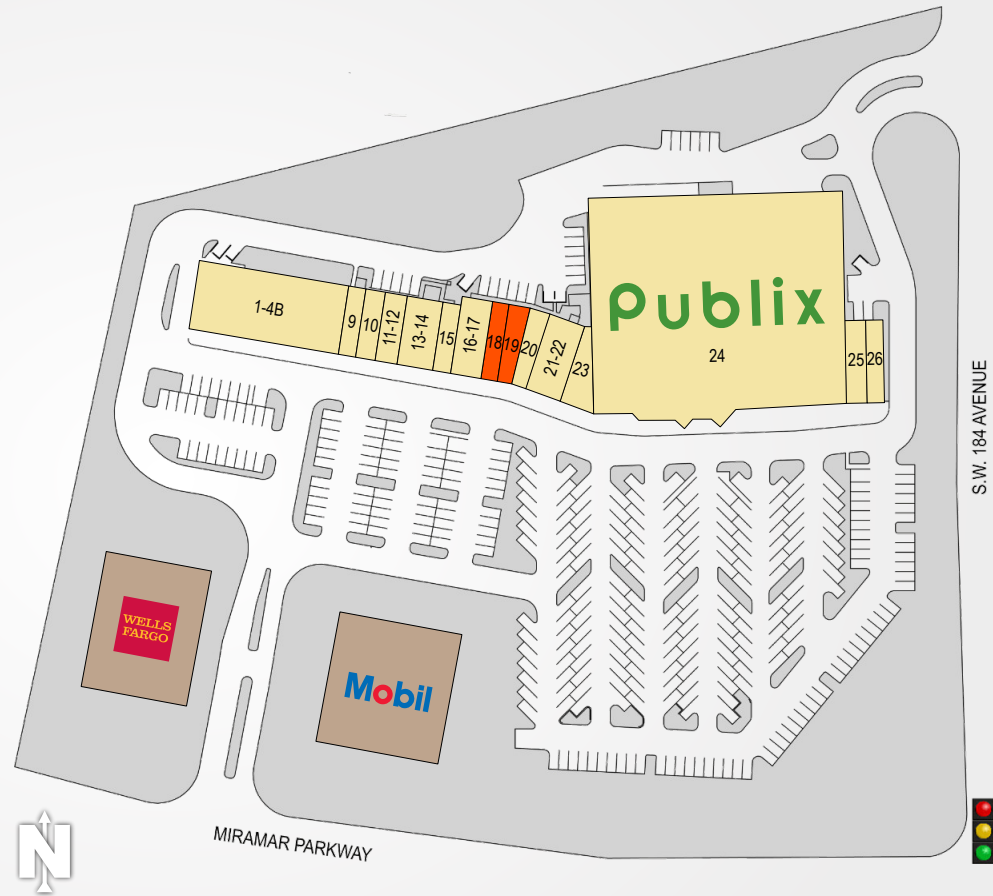 Publix
24
1-4B
9
10
11-12
13-14
15
16-17
18
19
20
21-22
23
25
26
S.W. 184 AVENUE
WELLS
FARGO
Mobil
MIRAMAR PARKWAY
N